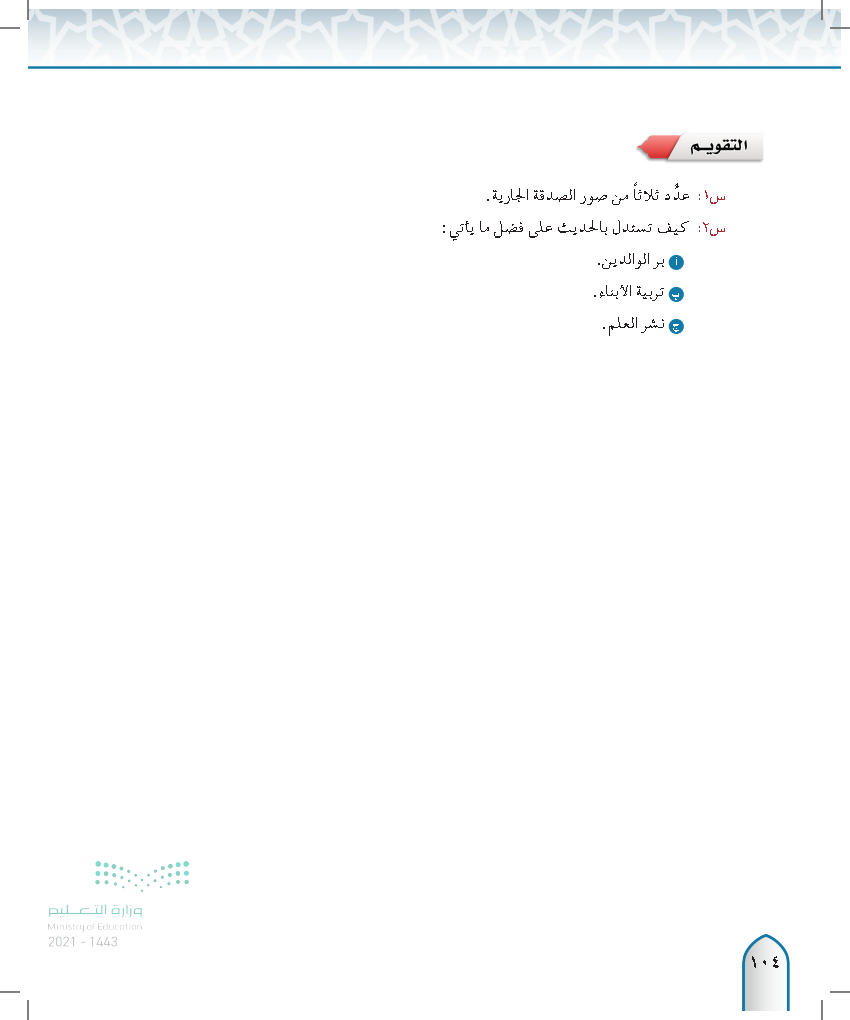 التقويم
س١: عدِّد ثلاثاً من صور الصدقة الجارية.
س٢: كيف تستدل بالحديث على فضل ما يأتي:
أ بر الوالدين.
ب تربية الأبناء.
ج نشر العلم.
وزارة التعليم
Ministry of Education
2021 - 1443
١٠٤